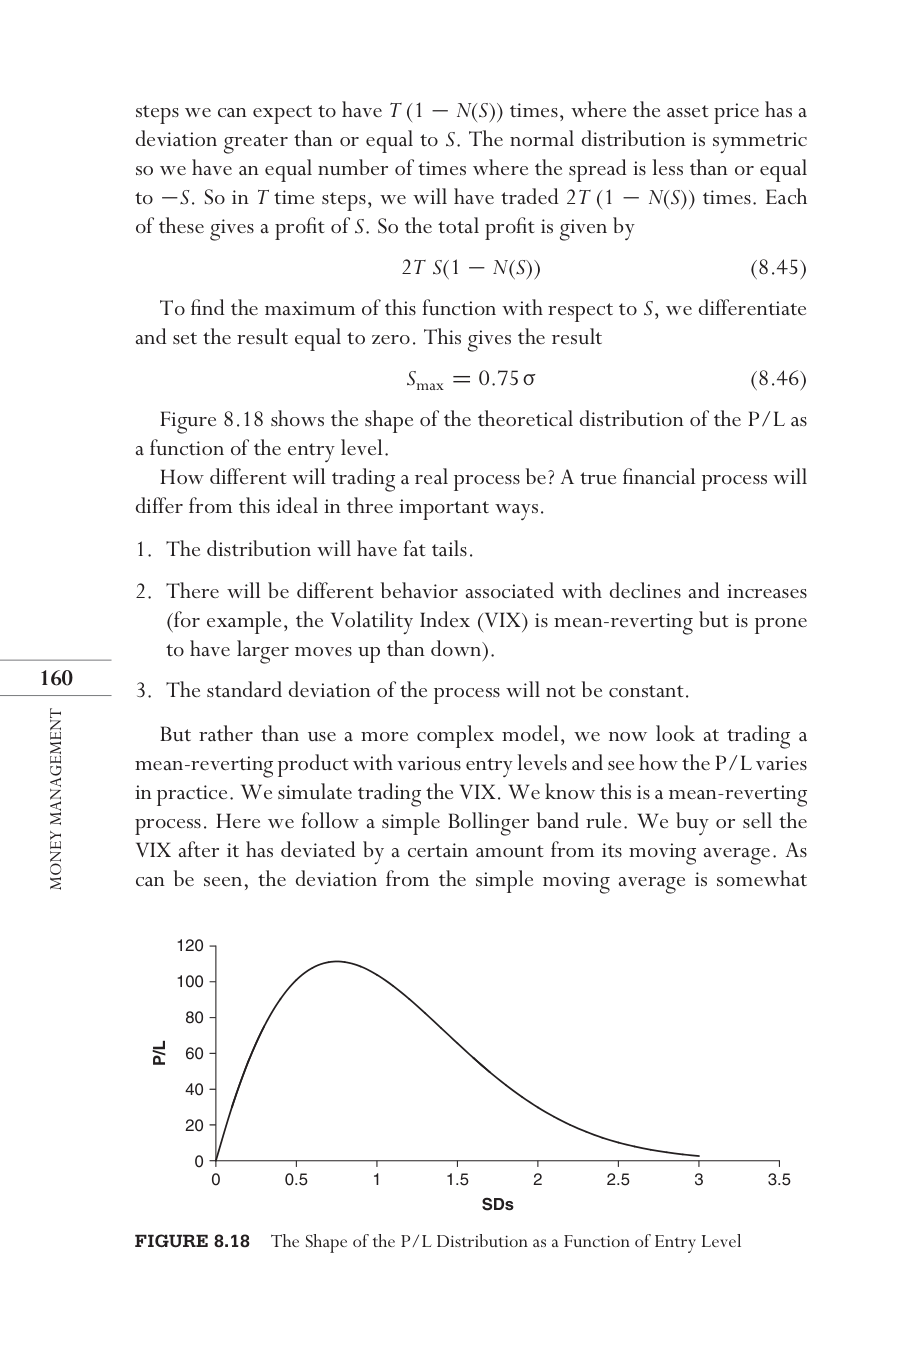 steps we can expect to have T (1 − N(S)) times, where the asset price has a
deviation greater than or equal to S. The normal distribution is symmetric
so we have an equal number of times where the spread is less than or equal
to −S. So in T time steps, we will have traded 2T (1 − N(S)) times. Each
of these gives a profit of S. So the total profit is given by
2T S(1 − N(S)) (8.45)
To find the maximum of this function with respect to S, we differentiate
and set the result equal to zero. This gives the result
Smax = 0.75σ (8.46)
Figure 8.18 shows the shape of the theoretical distribution of the P/L as
a function of the entry level.
How different will trading a real process be? A true financial process will
differ from this ideal in three important ways.
1. The distribution will have fat tails.
2. There will be different behavior associated with declines and increases
(for example, the Volatility Index (VIX) is mean-reverting but is prone
to have larger moves up than down).
3. The standard deviation of the process will not be constant.
160
MONEY MANAGEMENT
But rather than use a more complex model, we now look at trading a
mean-reverting product with various entry levels and see how the P/L varies
in practice. We simulate trading the VIX. We know this is a mean-reverting
process. Here we follow a simple Bollinger band rule. We buy or sell the
VIX after it has deviated by a certain amount from its moving average. As
can be seen, the deviation from the simple moving average is somewhat
120
100
80
60
40
20
0
P/L
0 0.5 1 1.5 2 2.5 3 3.5
SDs
FIGURE 8.18 The Shape of the P/L Distribution as a Function of Entry Level